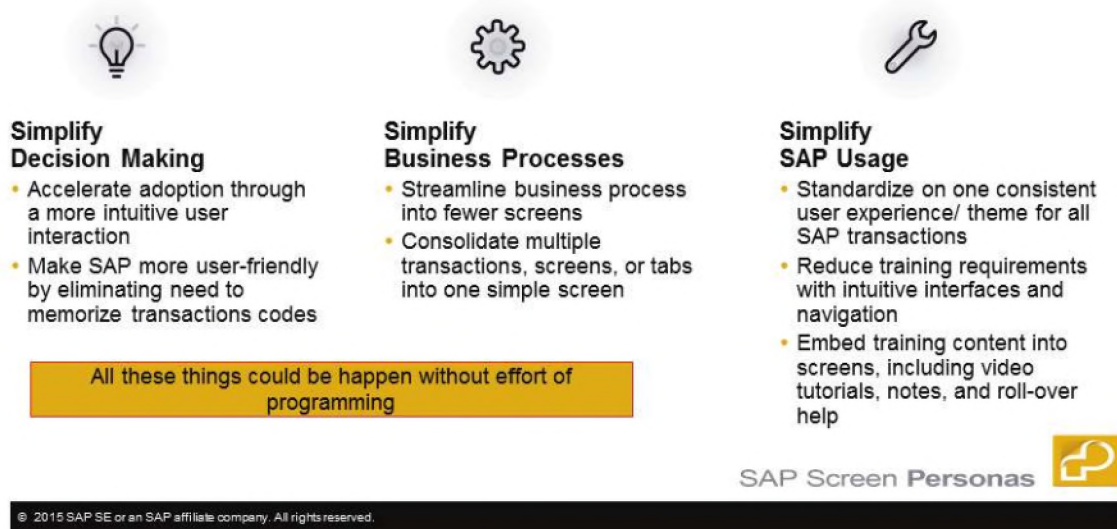 Simplify
Decision Making
• Accelerate adoption through
a more intuitive user
interaction
• Make SAP more user-friendly
by eliminating need to
memorize transactions codes
Simplify
Business Processes
• Streamline business process
into fewer screens
• Consolidate multiple
transactions, screens, or tabs
into one simple screen
Simplify
SAP Usage
• Standardize on one consistent
user experience/ theme for all
SAP transactions
• Reduce training requirements
with intuitive interfaces and
navigation
• Embed training content into
screens, including video
tutorials, notes, and roll-over
help
All these things could be happen without effort of
programming
SAP Screen Personas
© 2015 SAP SE or an SAP affiliate company. All rights reserved.